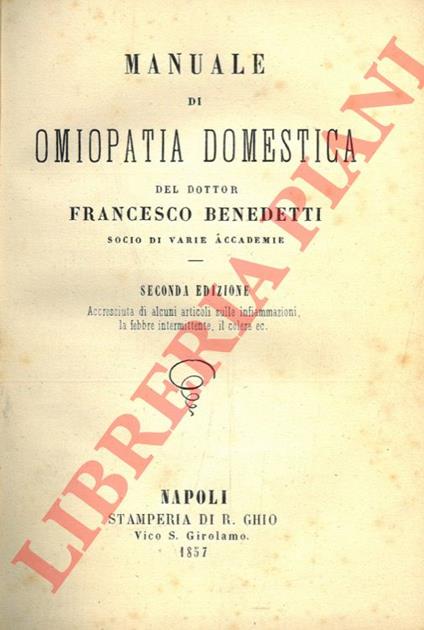 MANUALE
DI
OMIOPATIA DOMESTICA
DEL DOTTOR
FRANCESCO BENEDETTI
SOCIO DI VARIE ACCADEMIE
SECONDA EDIZIONE
Accresciuta di alcuni articoli sulle infiammazioni,
la febbre intermittente, il colera ec.
NAPOLI
STAMPERIA DI R. GHIO
Vico S. Girolamo.
1857
LIBRERIA PIANI